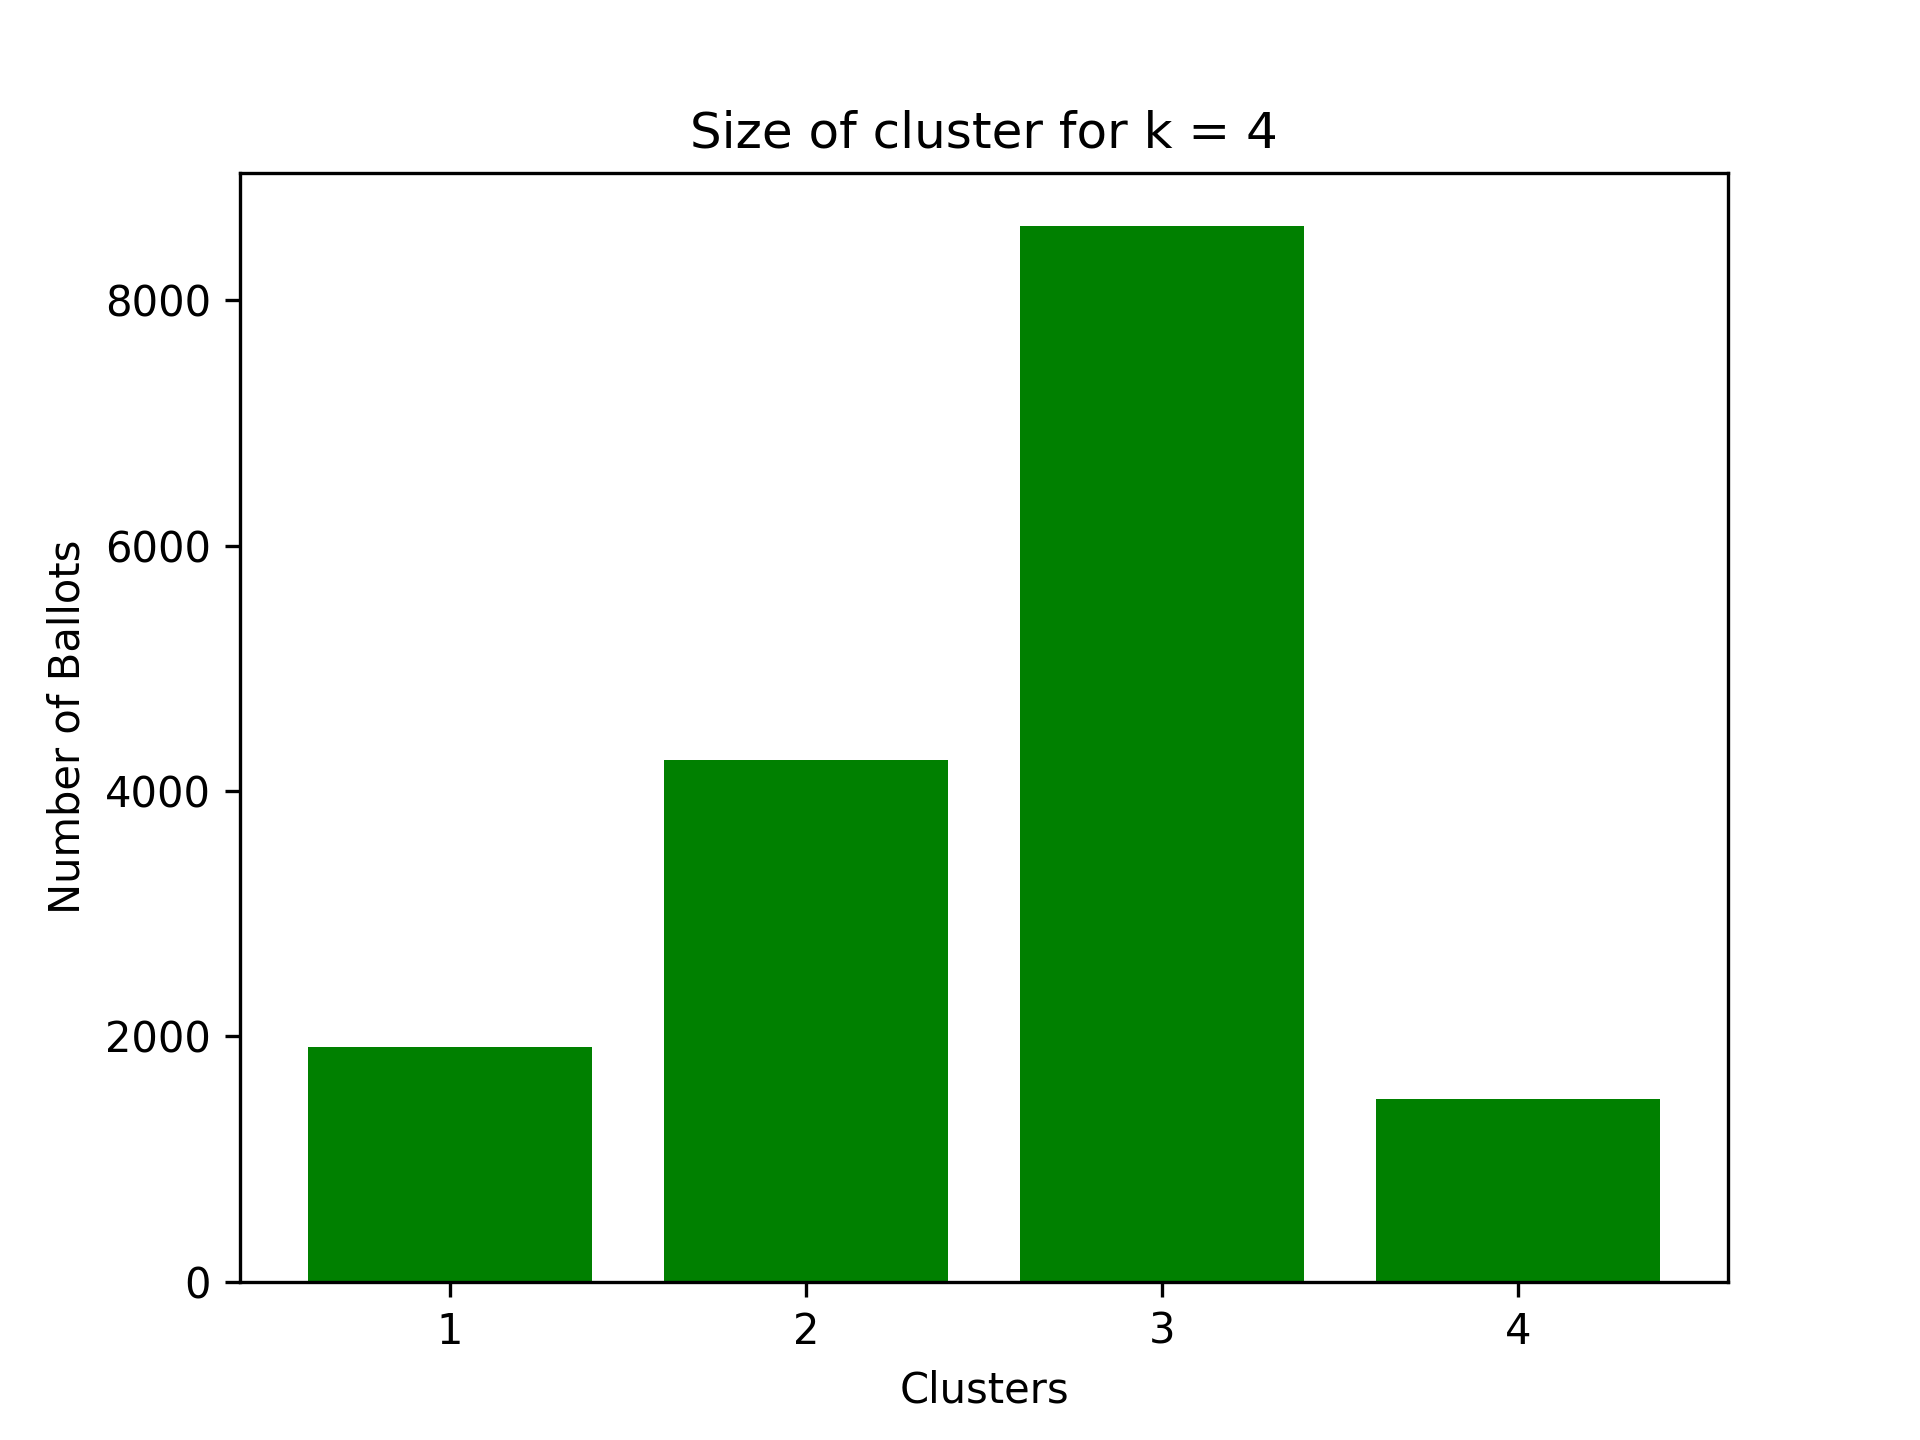 Size of cluster for k = 4
Number of Ballots
8000
6000
4000
2000
0
1 2 3 4
Clusters